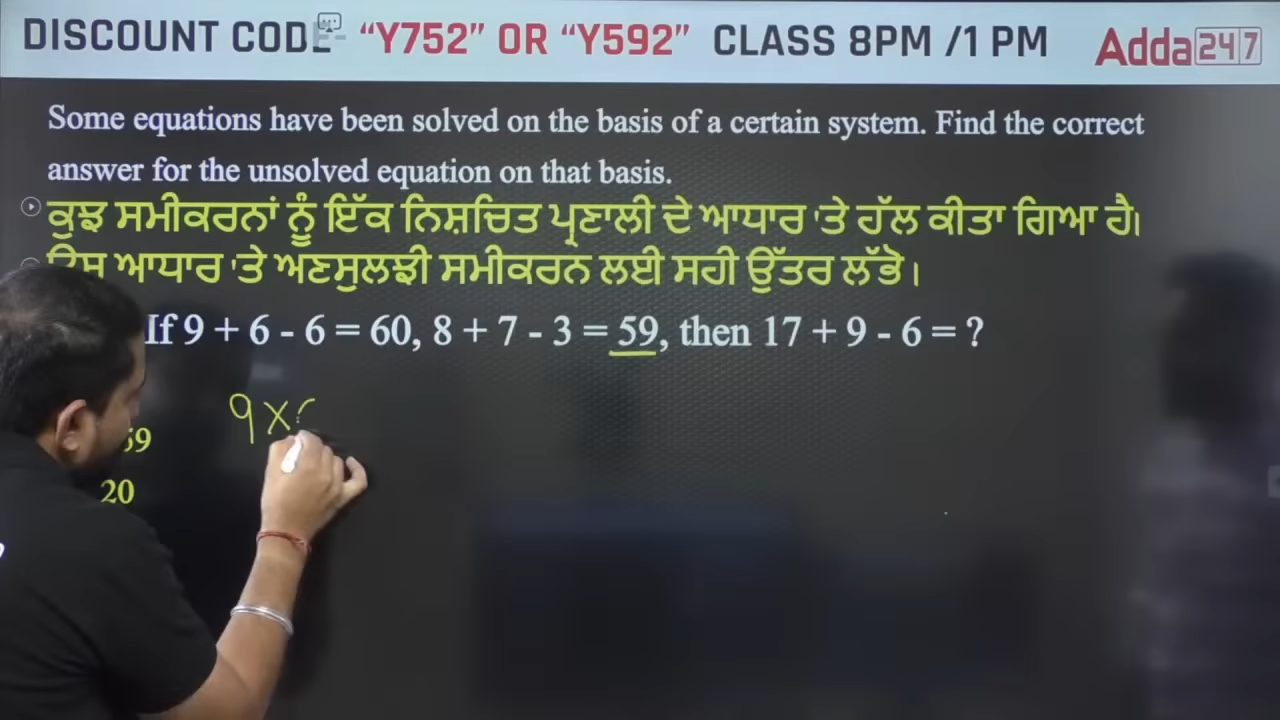 DISCOUNT CODE “Y752” OR “Y592” CLASS 8PM /1 PM Adda247
Some equations have been solved on the basis of a certain system. Find the correct
answer for the unsolved equation on that basis.
ਕੁਝ ਸਮੀਕਰਨਾਂ ਨੂੰ ਇੱਕ ਨਿਸ਼ਚਿਤ ਪ੍ਰਣਾਲੀ ਦੇ ਆਧਾਰ 'ਤੇ ਹੱਲ ਕੀਤਾ ਗਿਆ ਹੈ।
ਆਧਾਰ 'ਤੇ ਅਣਸੁਲਝੀ ਸਮੀਕਰਨ ਲਈ ਸਹੀ ਉੱਤਰ ਲੱਭੋ।
If 9 + 6 - 6 = 60, 8 + 7 - 3 = 59, then 17 + 9 - 6 = ?
9 ×
20